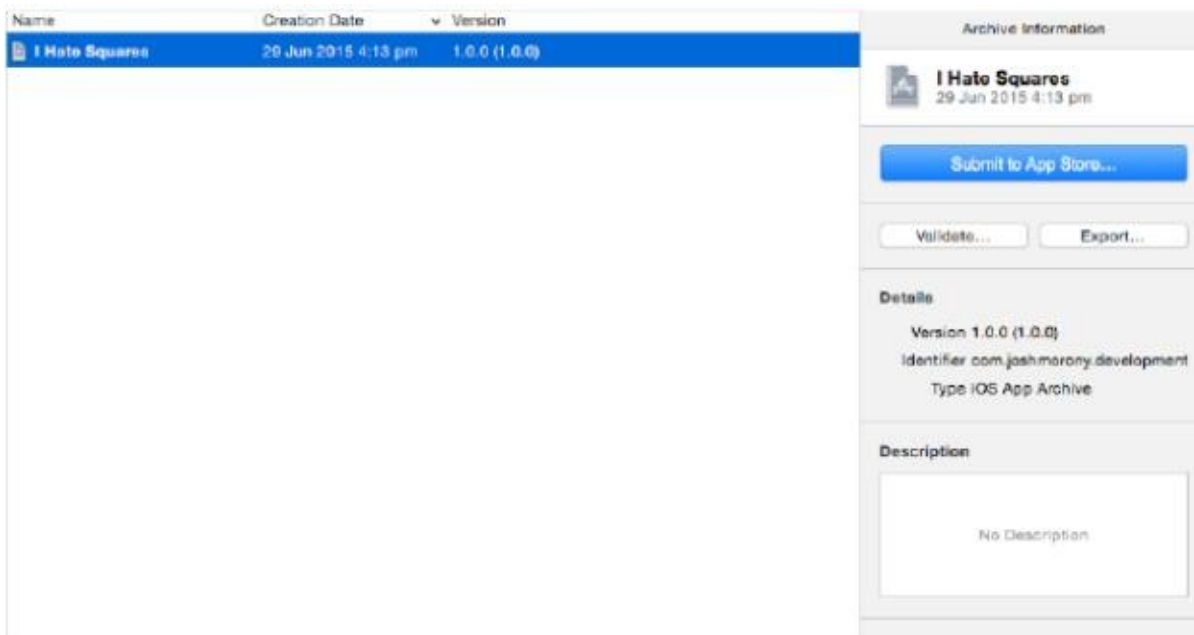 Name Creation Date Version
I Hate Squares 29 Jun 2015 4:13 pm 1.0.0 (1.0.0)
Archive Information
I Hate Squares
29 Jun 2015 4:13 pm
Submit to App Store...
Validate... Export...
Details
Version 1.0.0 (1.0.0)
Identifier com.joshmorony.development
Type iOS App Archive
Description
No Description